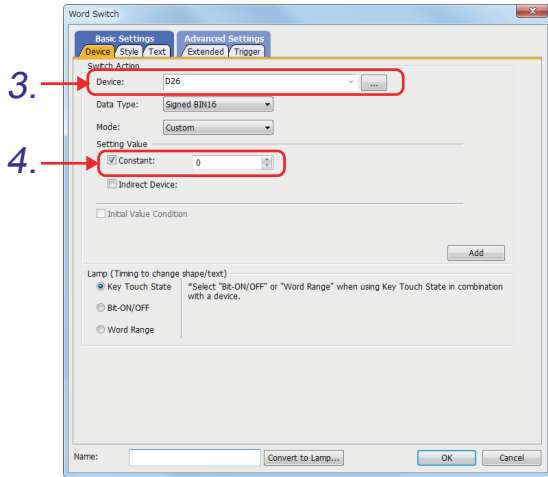 Word Switch
Basic Settings Advanced Settings
Device Style Text Extended Trigger
Switch Action
3. Device: D26 ...
Data Type: Signed BIN16
Mode: Custom
Setting Value
4. Constant: 0
Indirect Device:
Initial Value Condition
Add
Lamp (Timing to change shape/text)
Key Touch State *Select "Bit-ON/OFF" or "Word Range" when using Key Touch State in combination
with a device.
Bit-ON/OFF
Word Range
Name: Convert to Lamp... OK Cancel